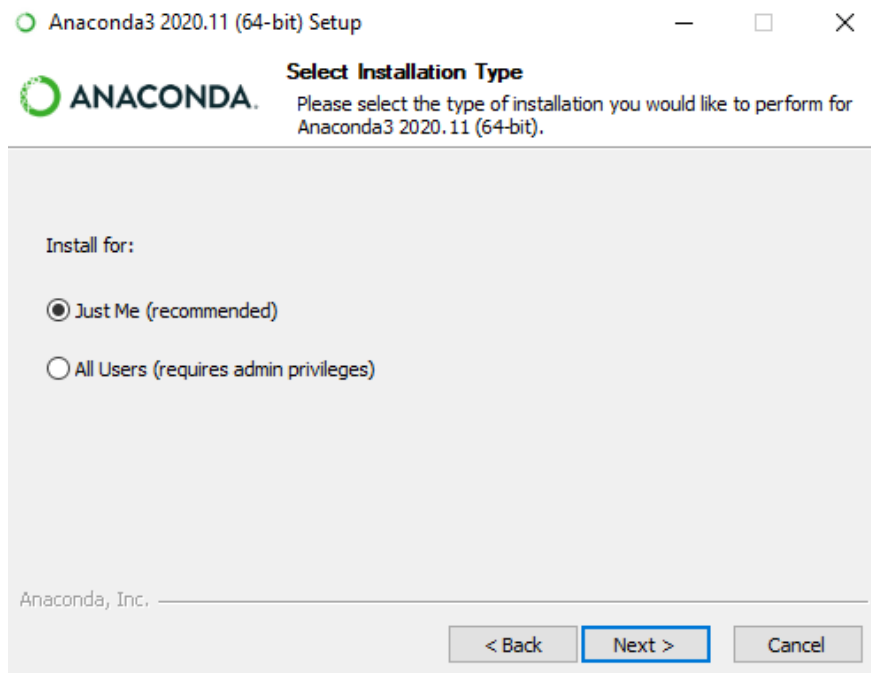 Anaconda3 2020.11 (64-bit) Setup
ANACONDA.
Select Installation Type
Please select the type of installation you would like to perform for
Anaconda3 2020.11 (64-bit).
Install for:
Just Me (recommended)
All Users (requires admin privileges)
Anaconda, Inc.
< Back
Next >
Cancel